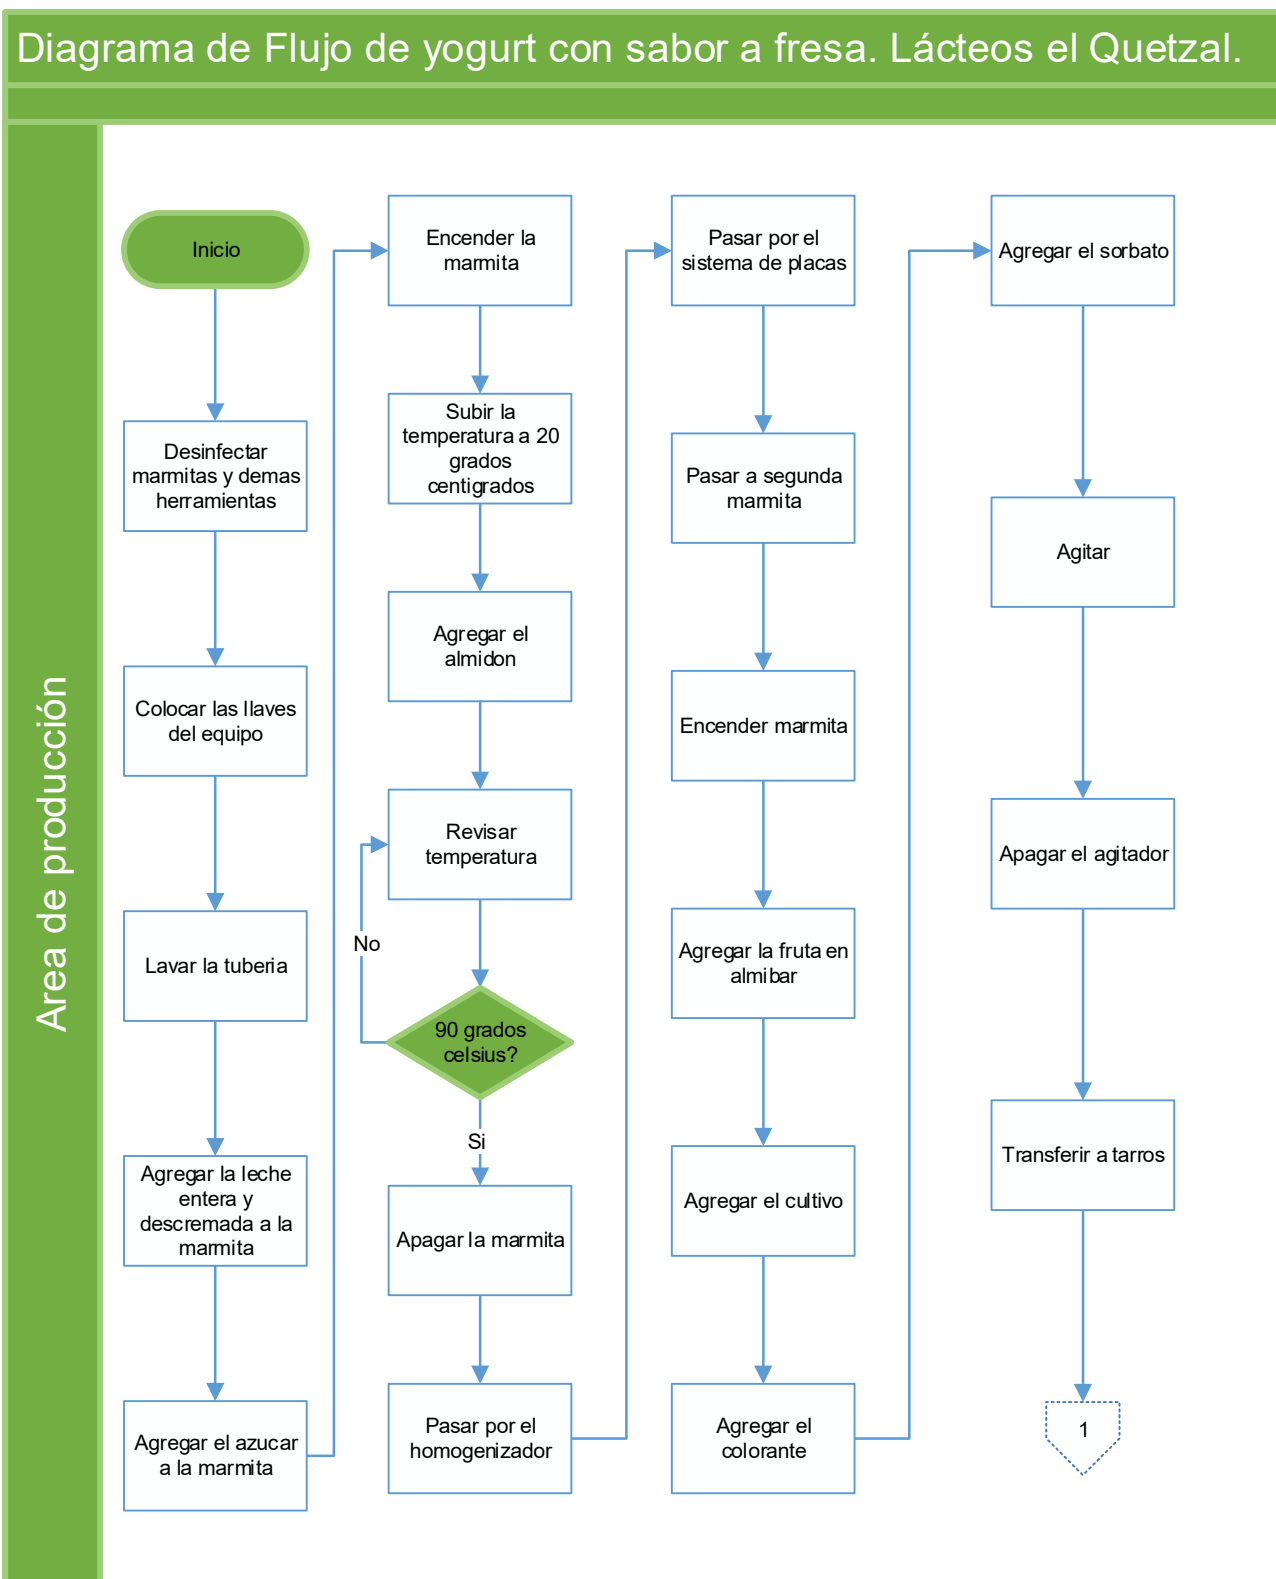 Diagrama de Flujo de yogurt con sabor a fresa. Lácteos el Quetzal.
Area de producción
Inicio
Desinfectar
marmitas y demas
herramientas
Colocar las llaves
del equipo
Lavar la tuberia
Agregar la leche
entera y
descremada a la
marmita
Agregar el azucar
a la marmita
Encender la
marmita
Subir la
temperatura a 20
grados
centigrados
Agregar el
almidon
Revisar
temperatura
No
90 grados
celsius?
Si
Apagar la marmita
Pasar por el
homogenizador
Pasar por el
sistema de placas
Pasar a segunda
marmita
Encender marmita
Agregar la fruta en
almibar
Agregar el cultivo
Agregar el
colorante
Agregar el sorbato
Agitar
Apagar el agitador
Transferir a tarros
1